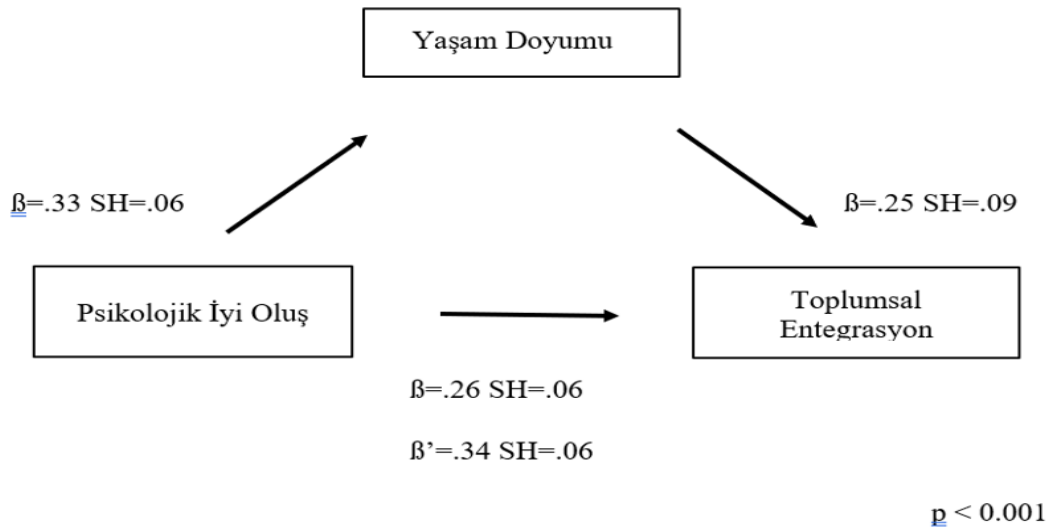 Yaşam Doyumu
ß=.33 SH=.06
ß=.25 SH=.09
Psikolojik İyi Oluş
Toplumsal
Entegrasyon
ß=.26 SH=.06
ß’=.34 SH=.06
p < 0.001